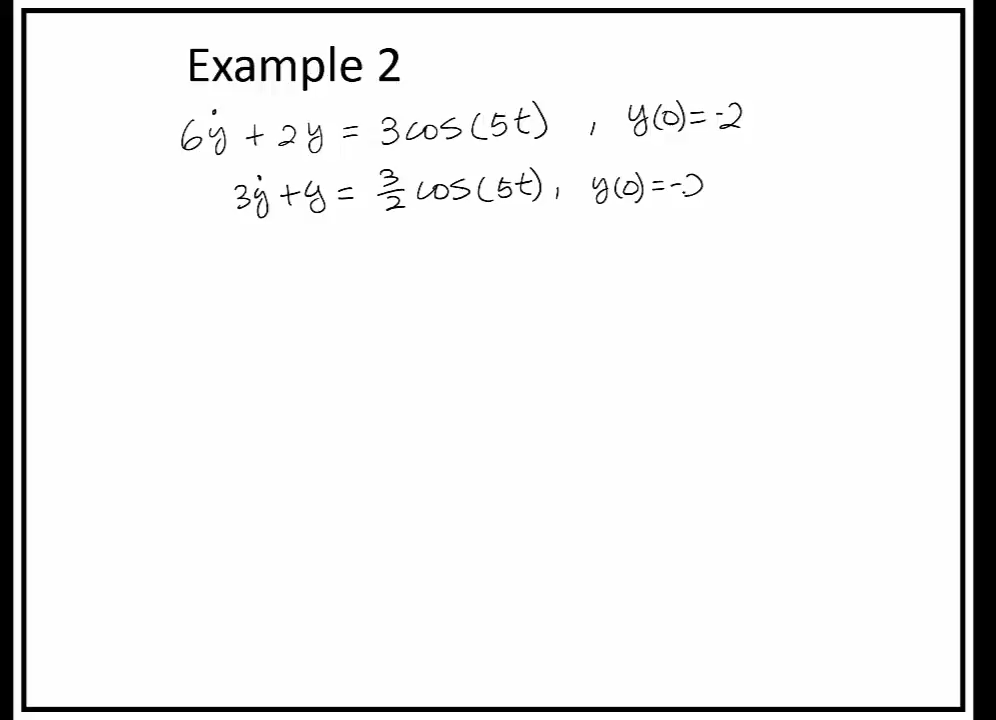 Example 2
6ẏ + 2y = 3cos(5t) , y(0)=-2
3ẏ + y = 3/2 cos(5t), y(0)=-